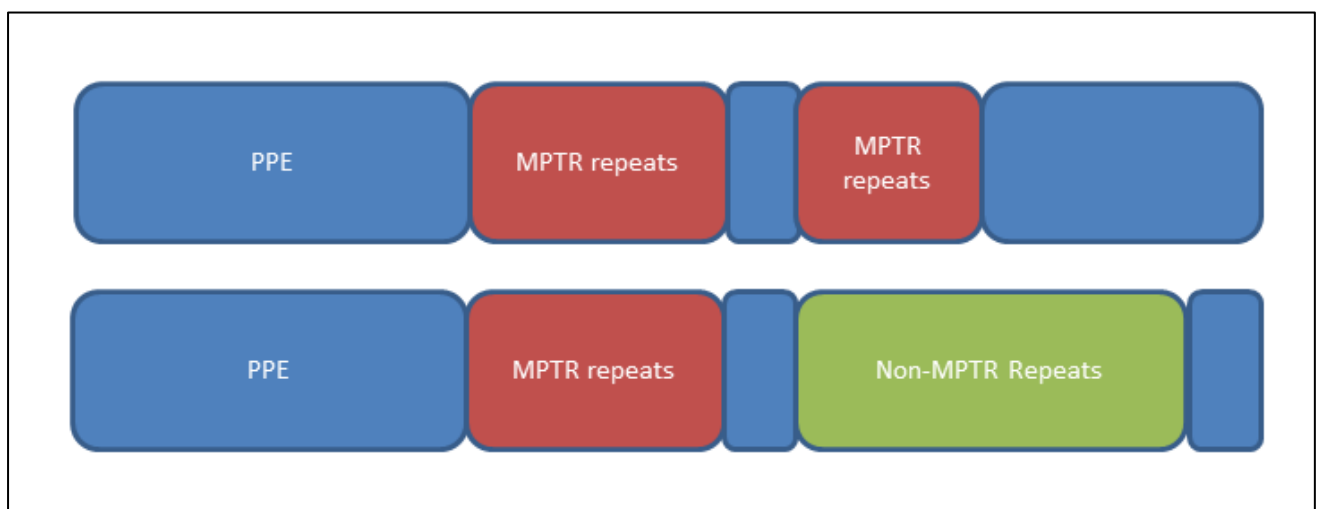 PPE
MPTR repeats
MPTR
repeats
PPE
MPTR repeats
Non-MPTR Repeats